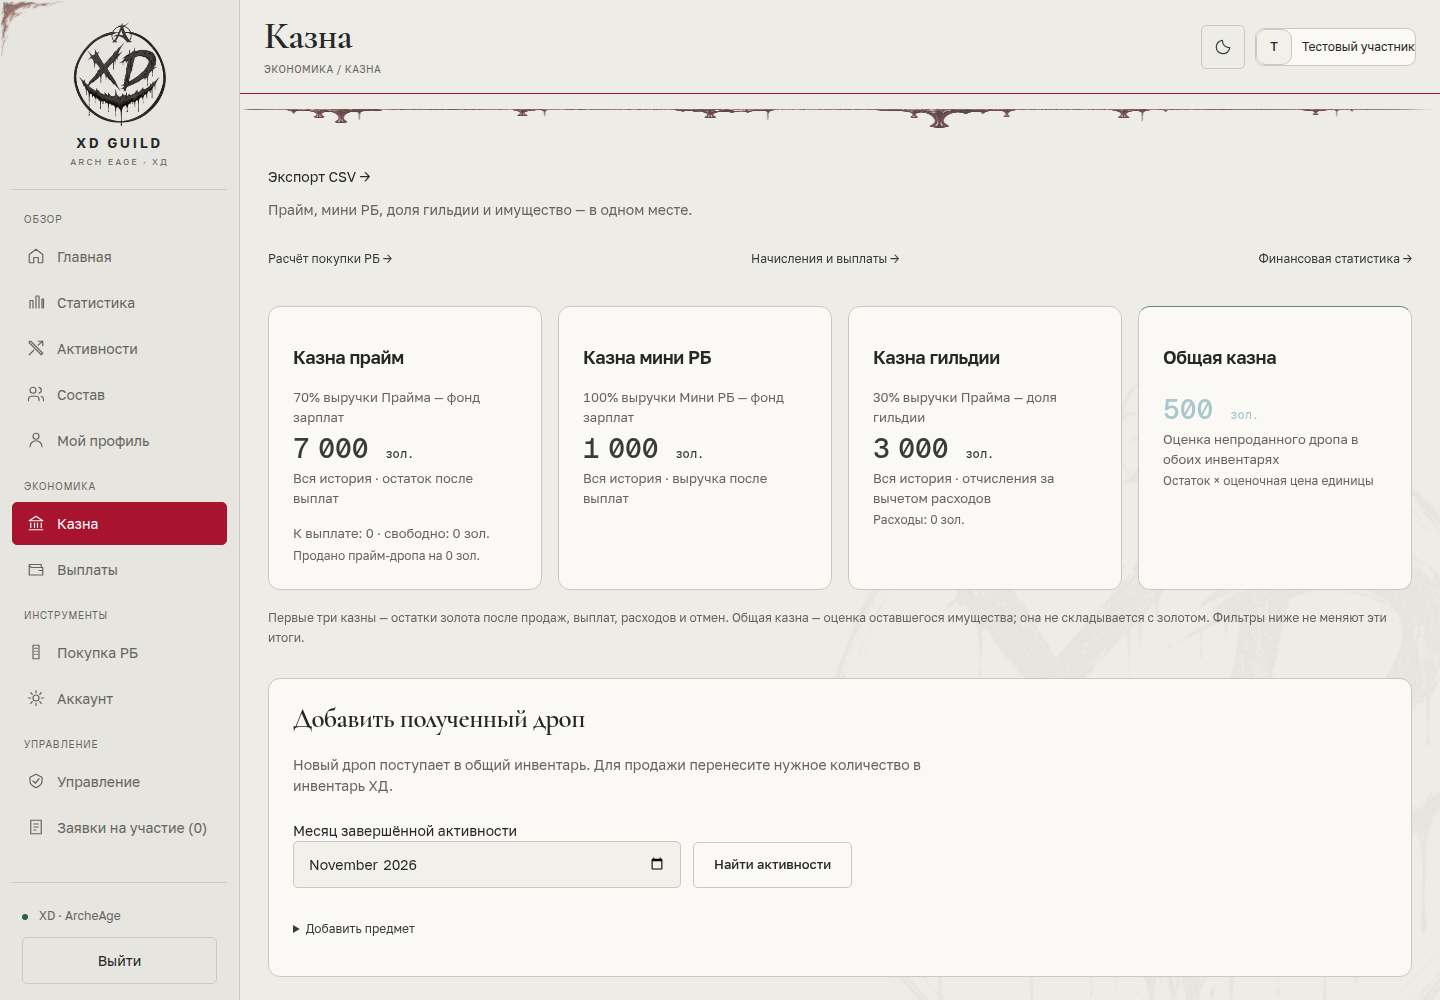 XD
XD GUILD
ARCH EAGE · ХД
ОБЗОР
Главная
Статистика
Активности
Состав
Мой профиль
ЭКОНОМИКА
Казна
Выплаты
ИНСТРУМЕНТЫ
Покупка РБ
Аккаунт
УПРАВЛЕНИЕ
Управление
Заявки на участие (0)
XD · ArcheAge
Выйти
Казна
ЭКОНОМИКА / КАЗНА
Т
Тестовый участник
Экспорт CSV →
Прайм, мини РБ, доля гильдии и имущество — в одном месте.
Расчёт покупки РБ →
Начисления и выплаты →
Финансовая статистика →
Казна прайм
70% выручки Прайма — фонд
зарплат
7 000 зол.
Вся история · остаток после
выплат
К выплате: 0 · свободно: 0 зол.
Продано прайм-дропа на 0 зол.
Казна мини РБ
100% выручки Мини РБ — фонд
зарплат
1 000 зол.
Вся история · выручка после
выплат
Казна гильдии
30% выручки Прайма — доля
гильдии
3 000 зол.
Вся история · отчисления за
вычетом расходов
Расходы: 0 зол.
Общая казна
500 зол.
Оценка непроданного дропа в
обоих инвентарях
Остаток × оценочная цена единицы
Первые три казны — остатки золота после продаж, выплат, расходов и отмен. Общая казна — оценка оставшегося имущества; она не складывается с золотом. Фильтры ниже не меняют эти
итоги.
Добавить полученный дроп
Новый дроп поступает в общий инвентарь. Для продажи перенесите нужное количество в
инвентарь ХД.
Месяц завершённой активности
November 2026
Найти активности
Добавить предмет